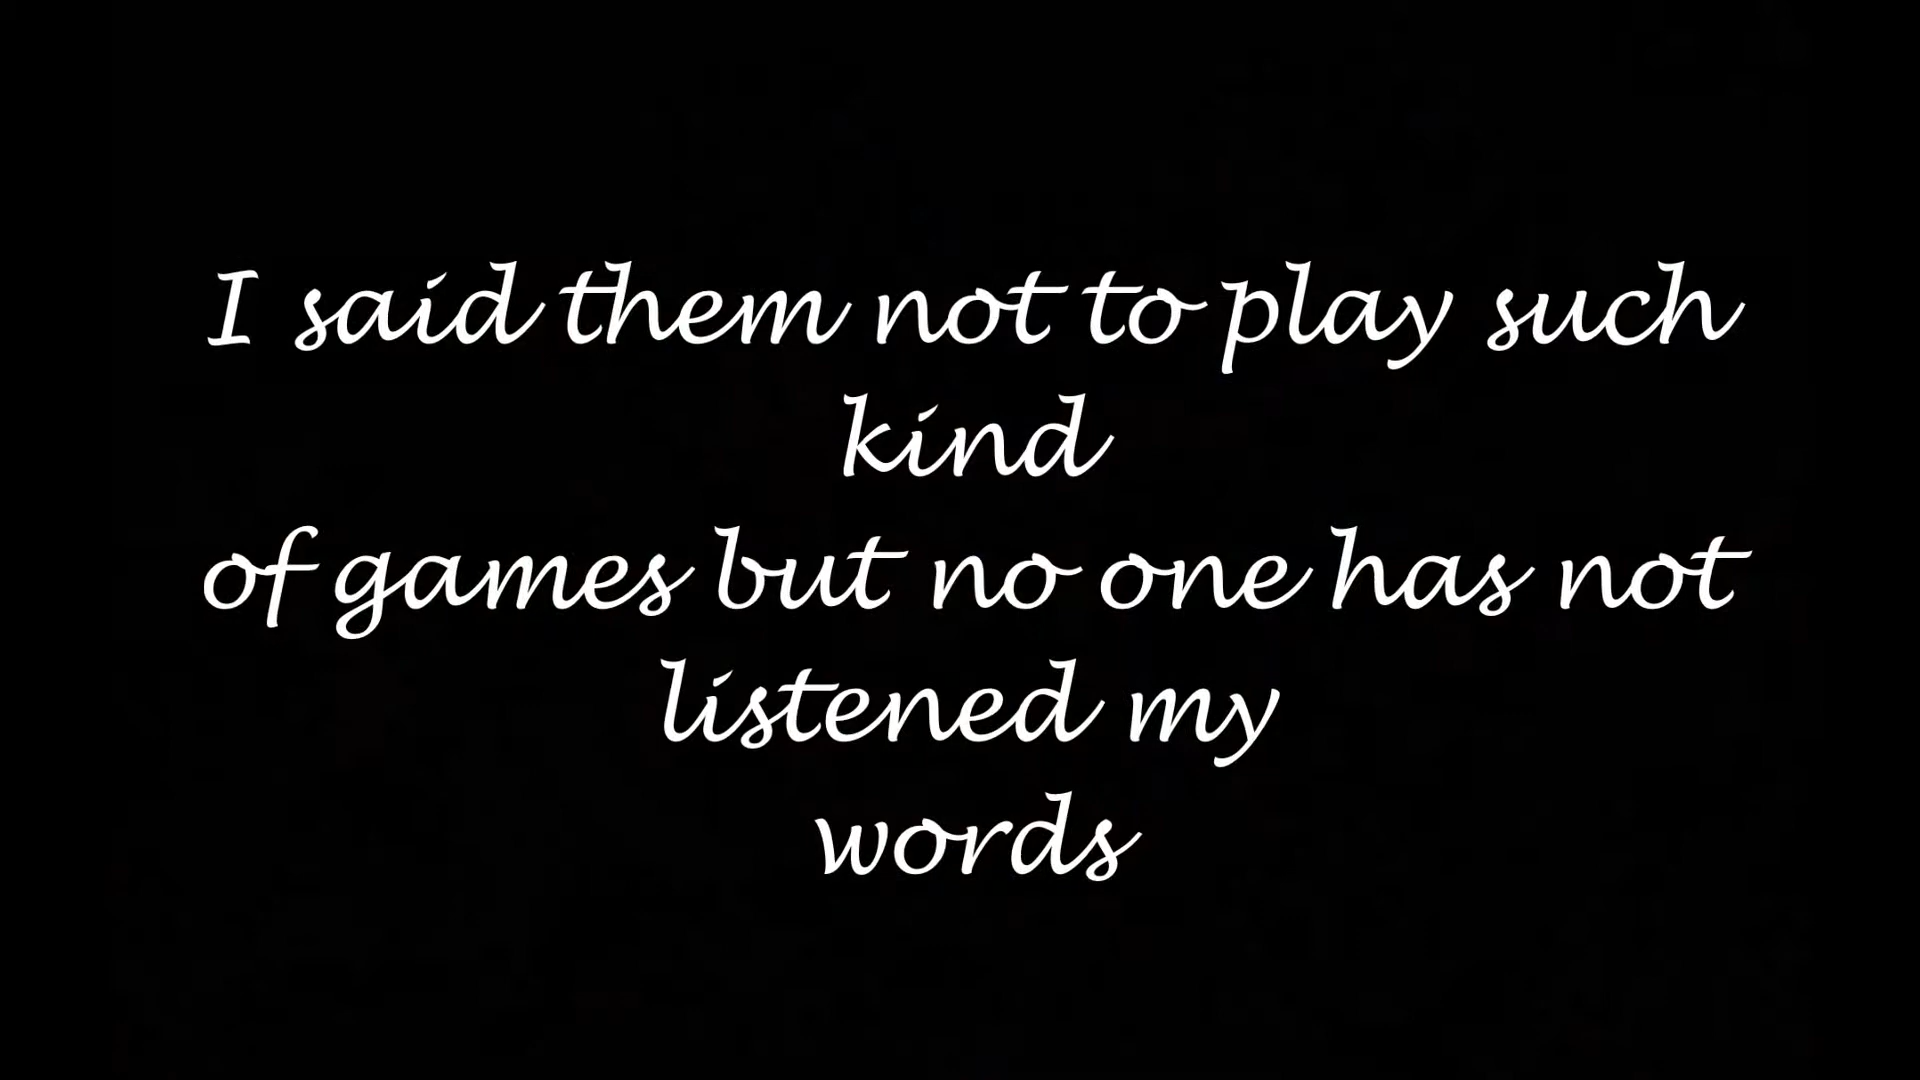 I said them not to play such
kind
of games but no one has not
listened my
words